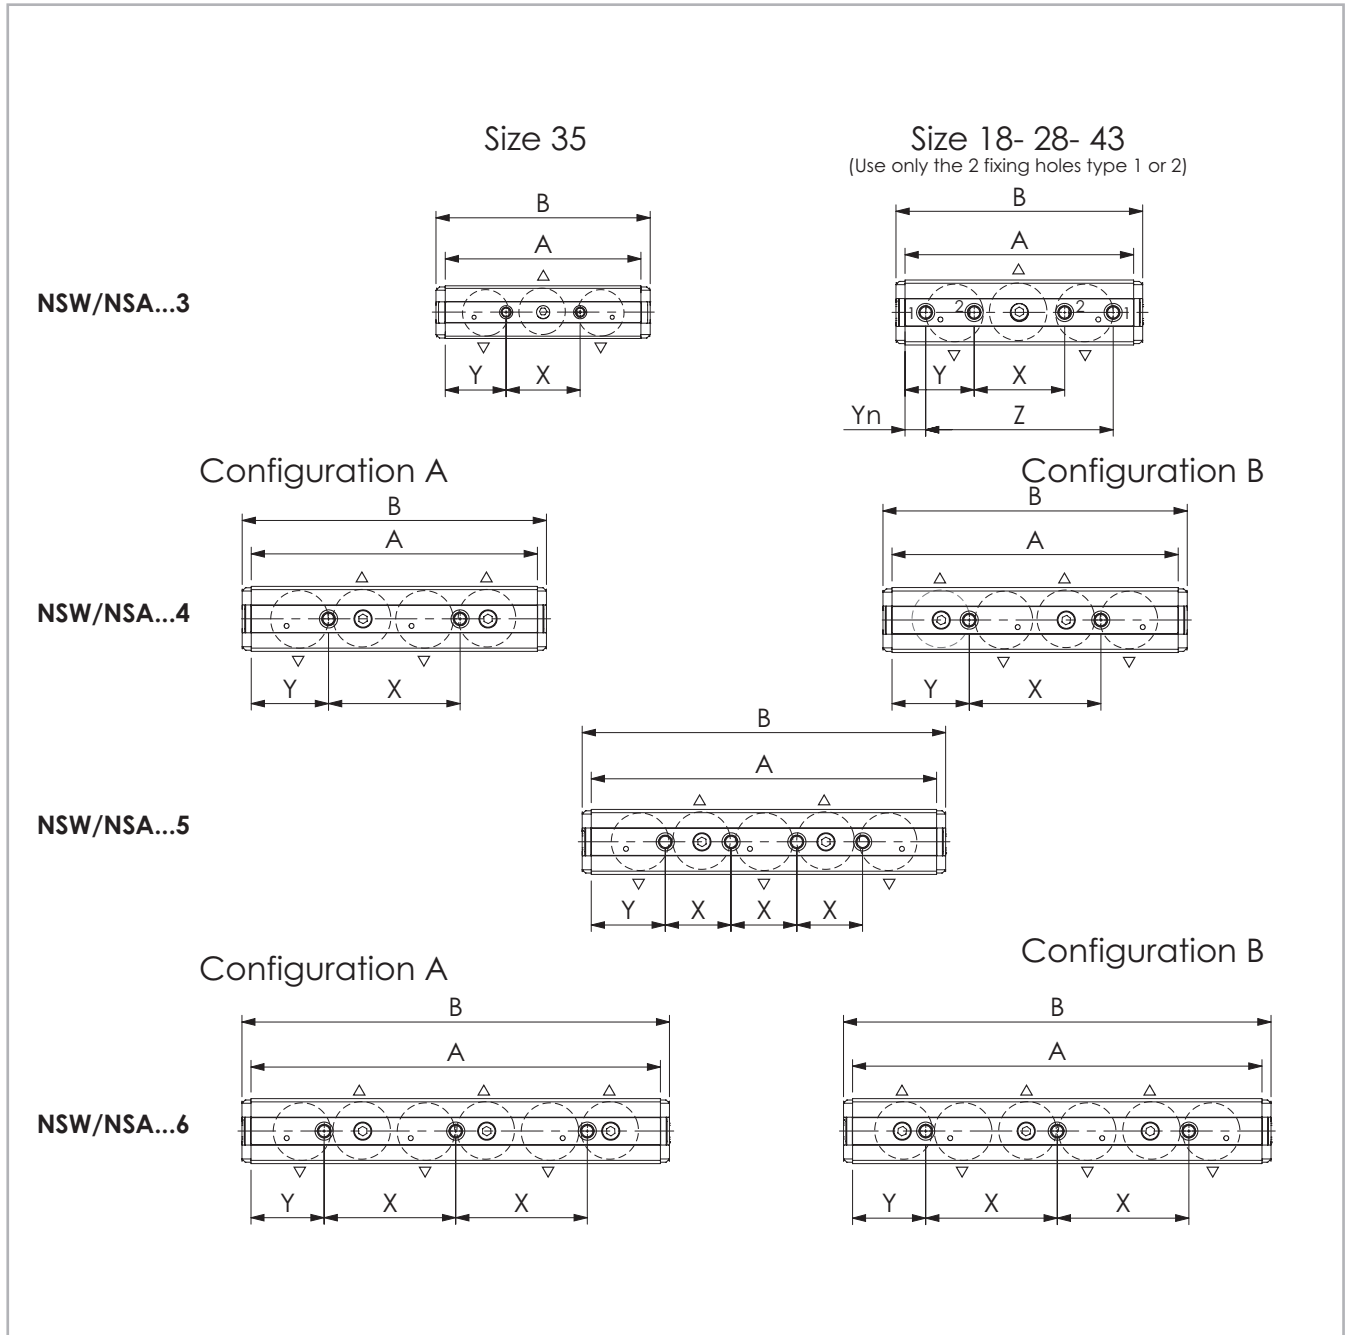 Size 35
Size 18- 28- 43
(Use only the 2 fixing holes type 1 or 2)
B
B
A
A
NSW/NSA...3
1 2 2 1
Y X
Y X
Yn Z
Configuration A
Configuration B
B
B
A
A
NSW/NSA...4
Y X
Y X
B
A
NSW/NSA...5
Y X X X
Configuration A
Configuration B
B
B
A
A
NSW/NSA...6
Y X X
Y X X